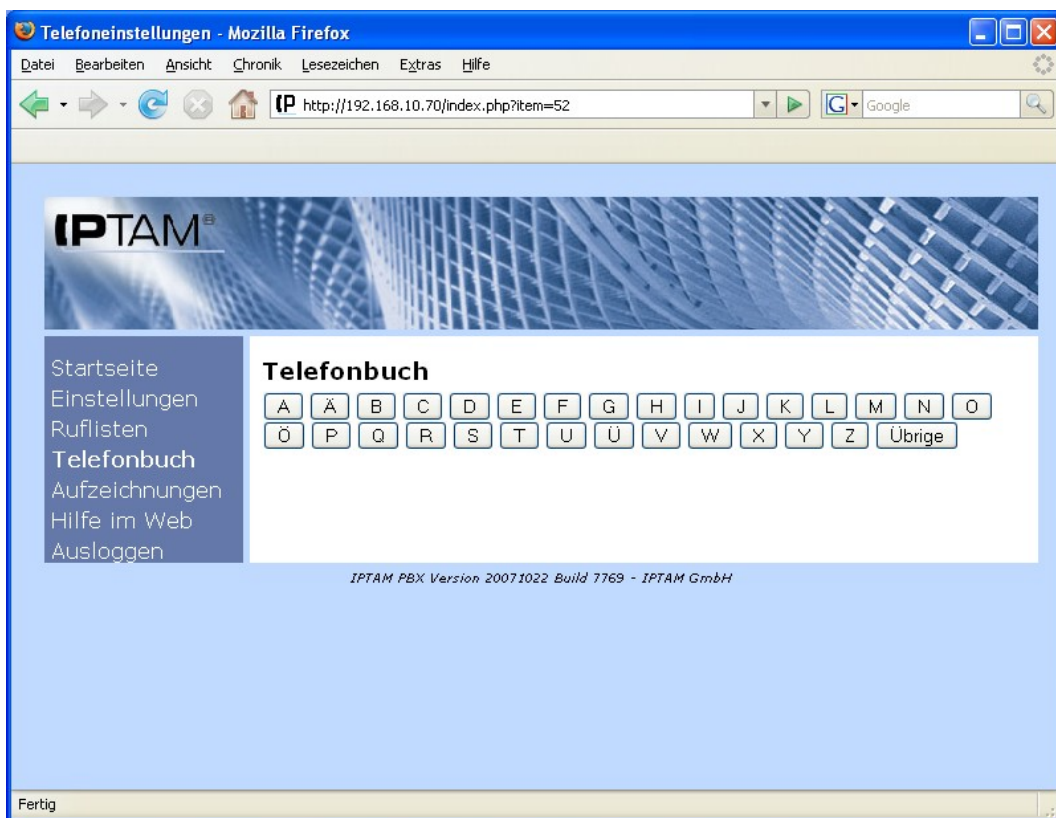 Telefoneinstellungen - Mozilla Firefox
Datei Bearbeiten Ansicht Chronik Lesezeichen Extras Hilfe
http://192.168.10.70/index.php?item=52
G Google
IPTAM®
Startseite
Einstellungen
Ruflisten
Telefonbuch
Aufzeichnungen
Hilfe im Web
Ausloggen
Telefonbuch
A Ä B C D E F G H I J K L M N O
Ö P Q R S T U Ü V W X Y Z Übrige
IPTAM PBX Version 20071022 Build 7769 - IPTAM GmbH
Fertig